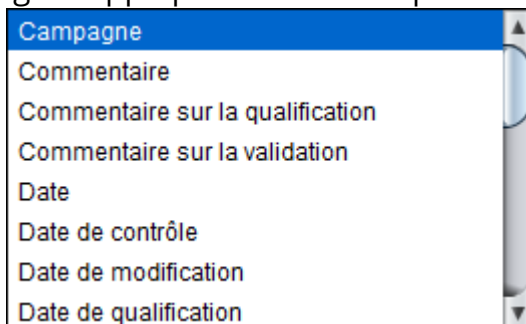 Campagne
Commentaire
Commentaire sur la qualification
Commentaire sur la validation
Date
Date de contrôle
Date de modification
Date de qualification